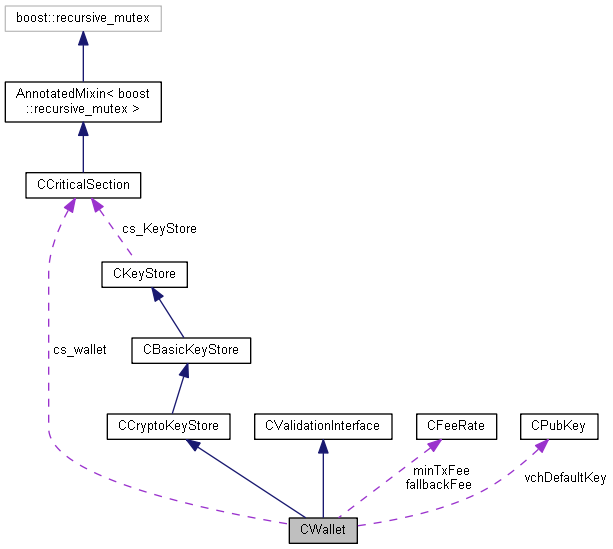 boost::recursive_mutex
AnnotatedMixin< boost
::recursive_mutex >
CCriticalSection
cs_KeyStore
CKeyStore
cs_wallet
CBasicKeyStore
CCryptoKeyStore
CValidationInterface
CFeeRate
CPubKey
minTxFee
fallbackFee
vchDefaultKey
CWallet